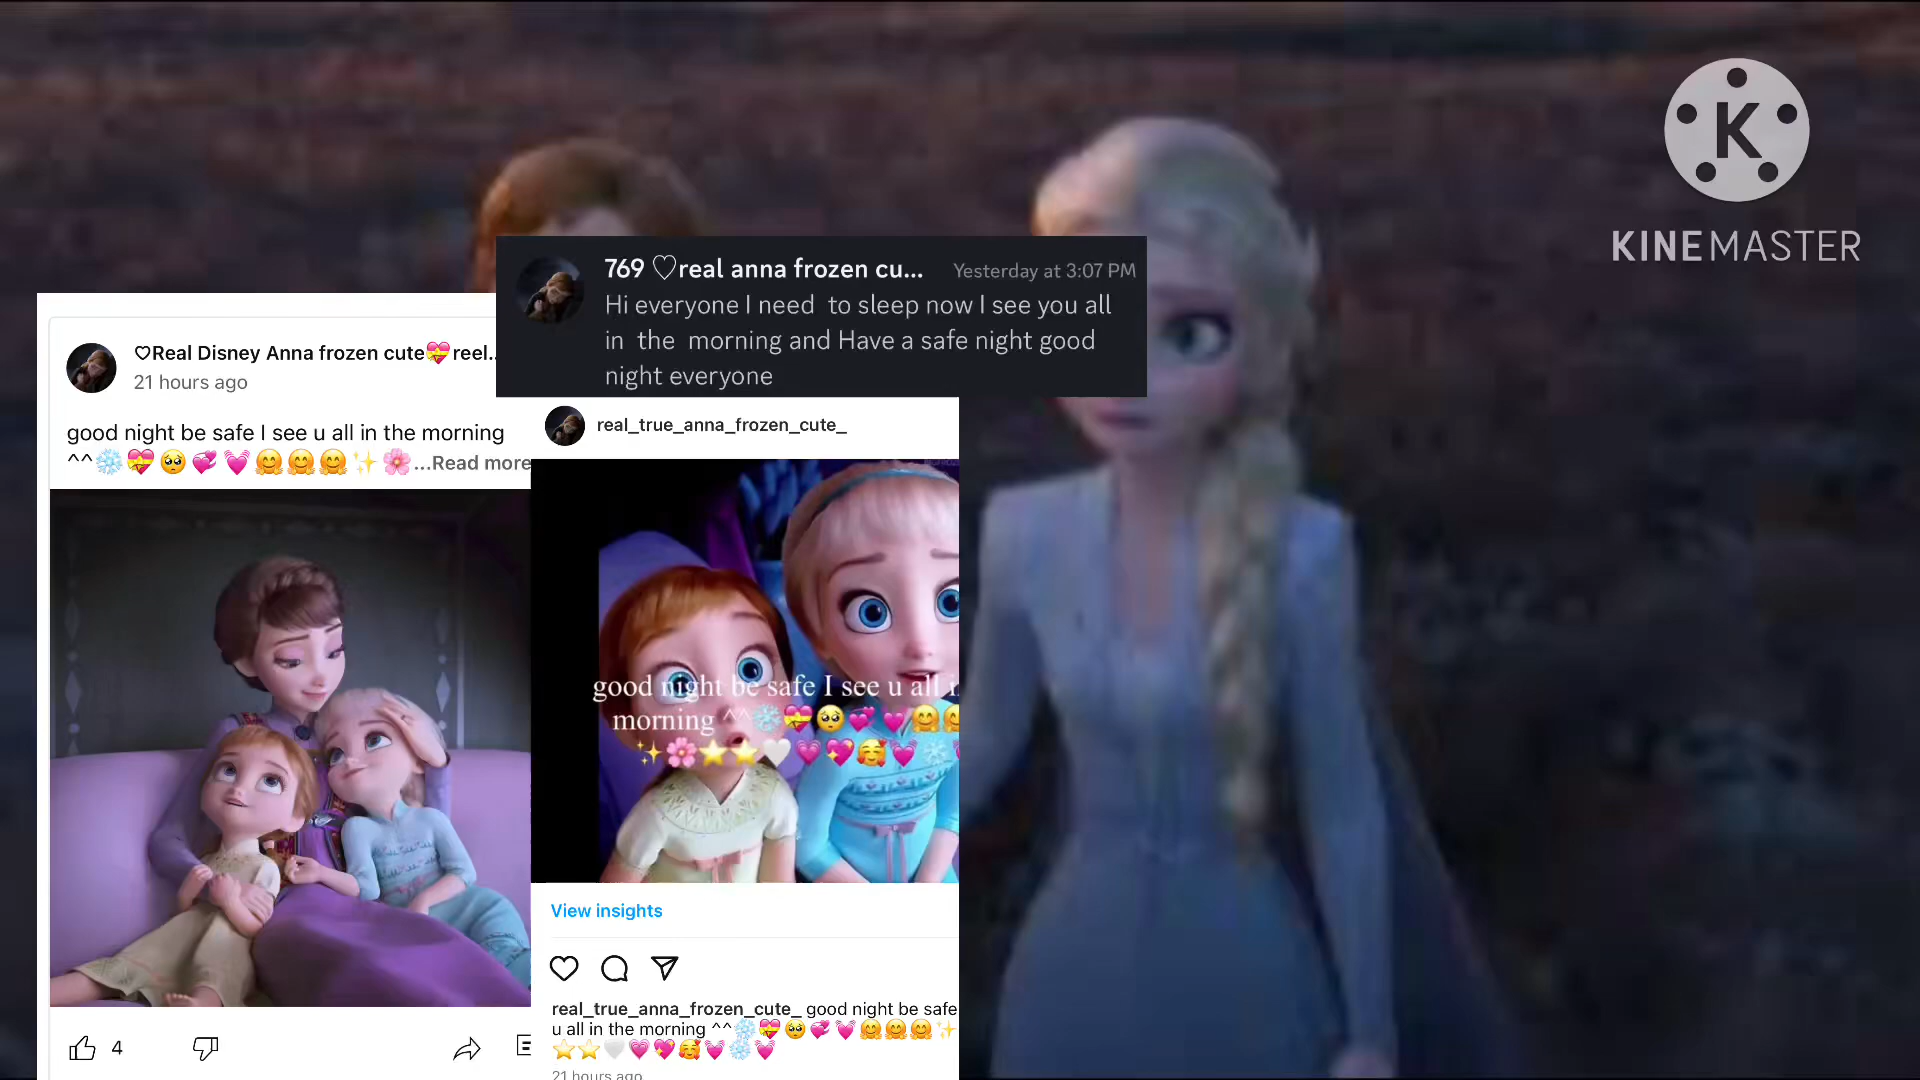 K
KINEMASTER
769 ♡real anna frozen cu... Yesterday at 3:07 PM
Hi everyone I need to sleep now I see you all
in the morning and Have a safe night good
night everyone
♡Real Disney Anna frozen cute💝reel..
21 hours ago
good night be safe I see u all in the morning
^^❄️💝🥺💞💓🤗🤗🤗✨🌸...Read more
4
real_true_anna_frozen_cute_
good night be safe I see u all i
morning ^^❄️💝🥺💞💓🤗🤗
✨🌸⭐⭐🤍💗💖🥰💓❄️
View insights
real_true_anna_frozen_cute_ good night be safe
u all in the morning ^^❄️💝🥺💞💓🤗🤗🤗✨
⭐⭐🤍💗💖🥰💓❄️💓
21 hours ago